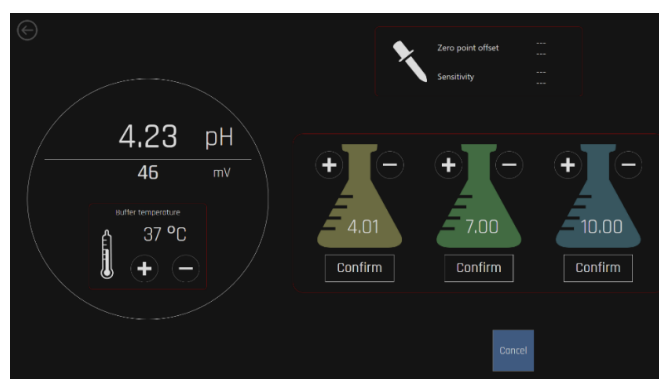 Zero point offset ---
---
Sensitivity ---
---
4.23 pH
46 mV
Buffer temperature
37 °C
+ −
+ − + − + −
4.01 7.00 10.00
Confirm Confirm Confirm
Cancel